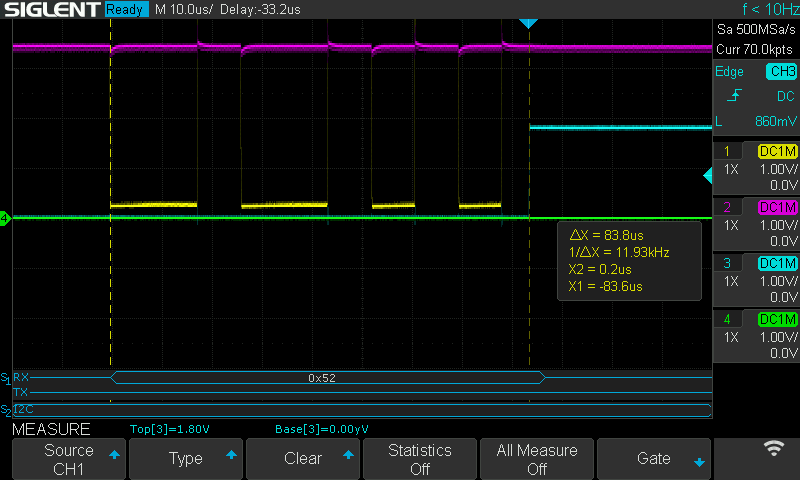 SIGLENT Ready M 10.0us/ Delay:-33.2us f < 10Hz
Sa 500MSa/s
Curr 70.0kpts
Edge CH3
DC
L 860mV
1 DC1M
1X 1.00V/
0.0V
2 DC1M
1X 1.00V/
0.0V
3 DC1M
1X 1.00V/
0.0V
4 DC1M
1X 1.00V/
0.0V
4
ΔX = 83.8us
1/ΔX = 11.93kHz
X2 = 0.2us
X1 = -83.6us
S1 RX 0x52
TX
S2 I2C
MEASURE Top[3]=1.80V Base[3]=0.00yV
Source CH1
Type
Clear
Statistics Off
All Measure Off
Gate